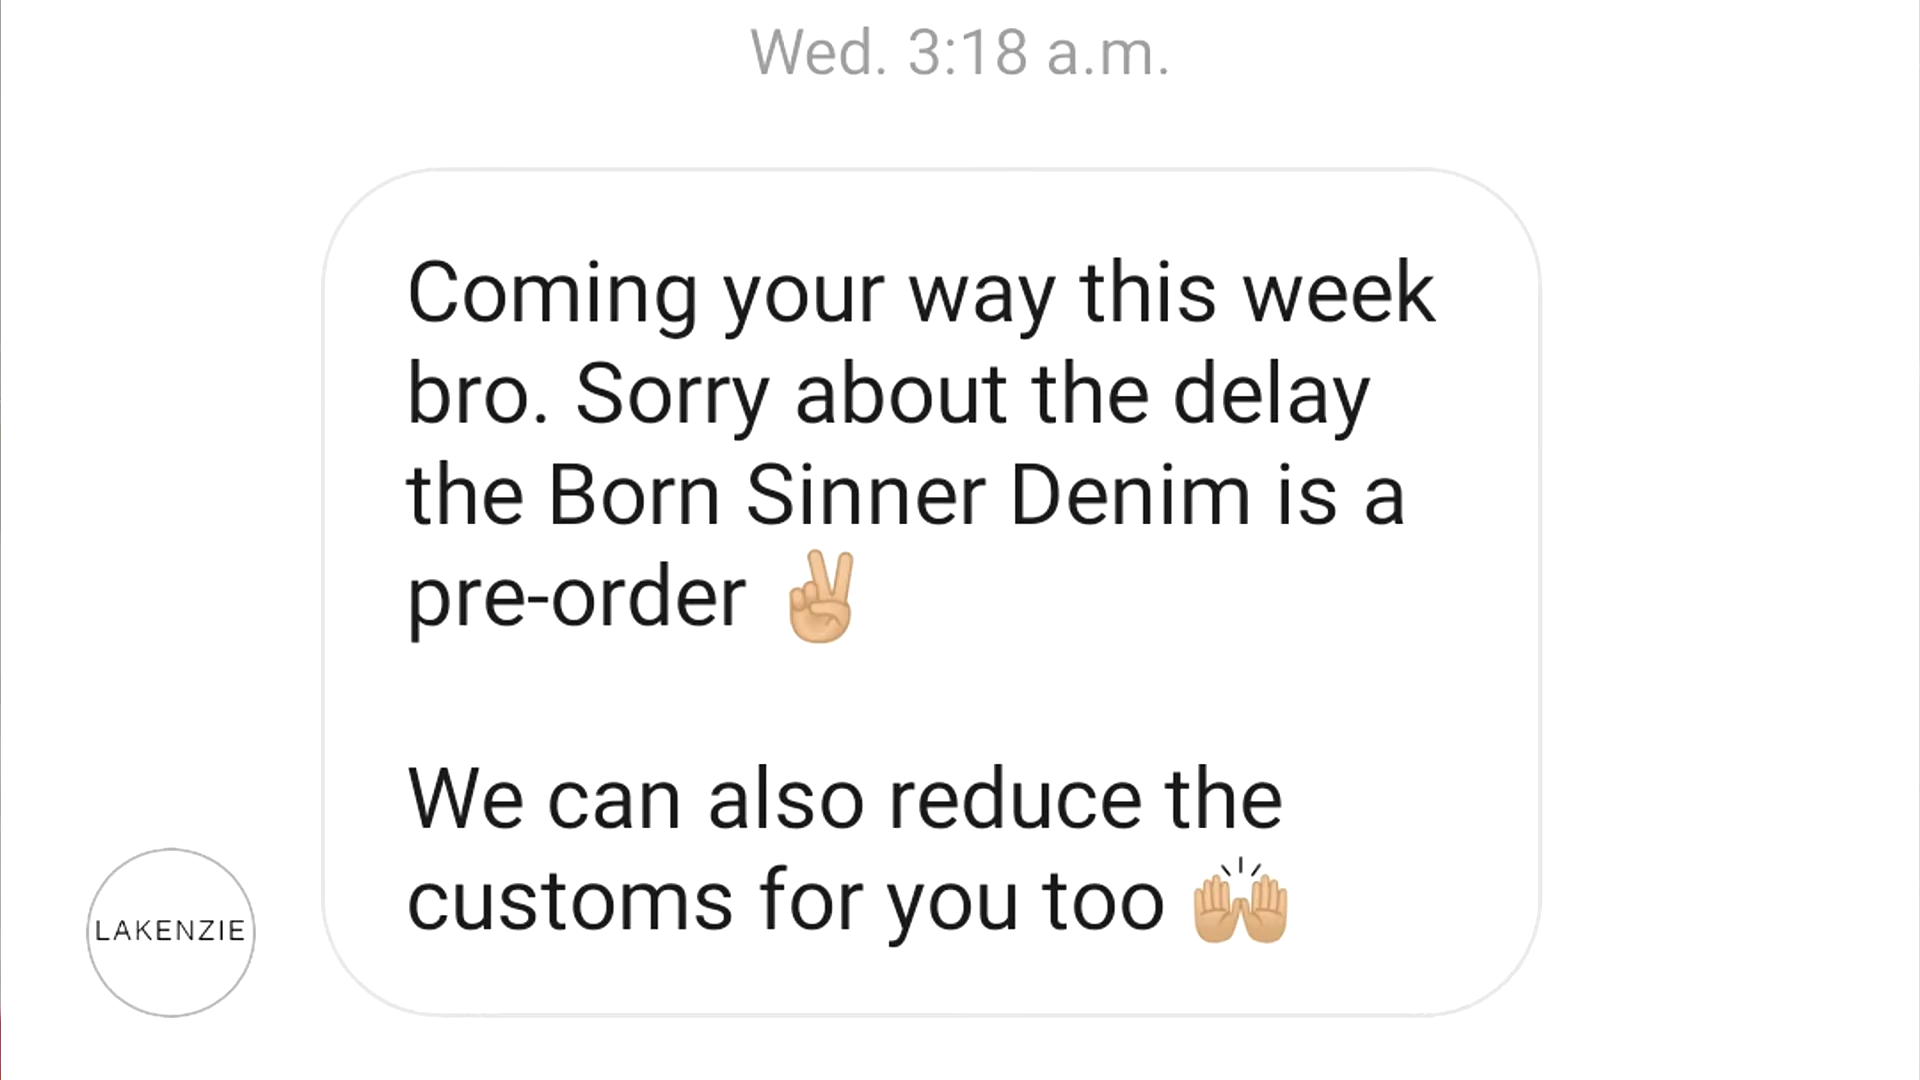 Wed. 3:18 a.m.
Coming your way this week
bro. Sorry about the delay
the Born Sinner Denim is a
pre-order ✌🏼
We can also reduce the
customs for you too 🙌🏼
LAKENZIE